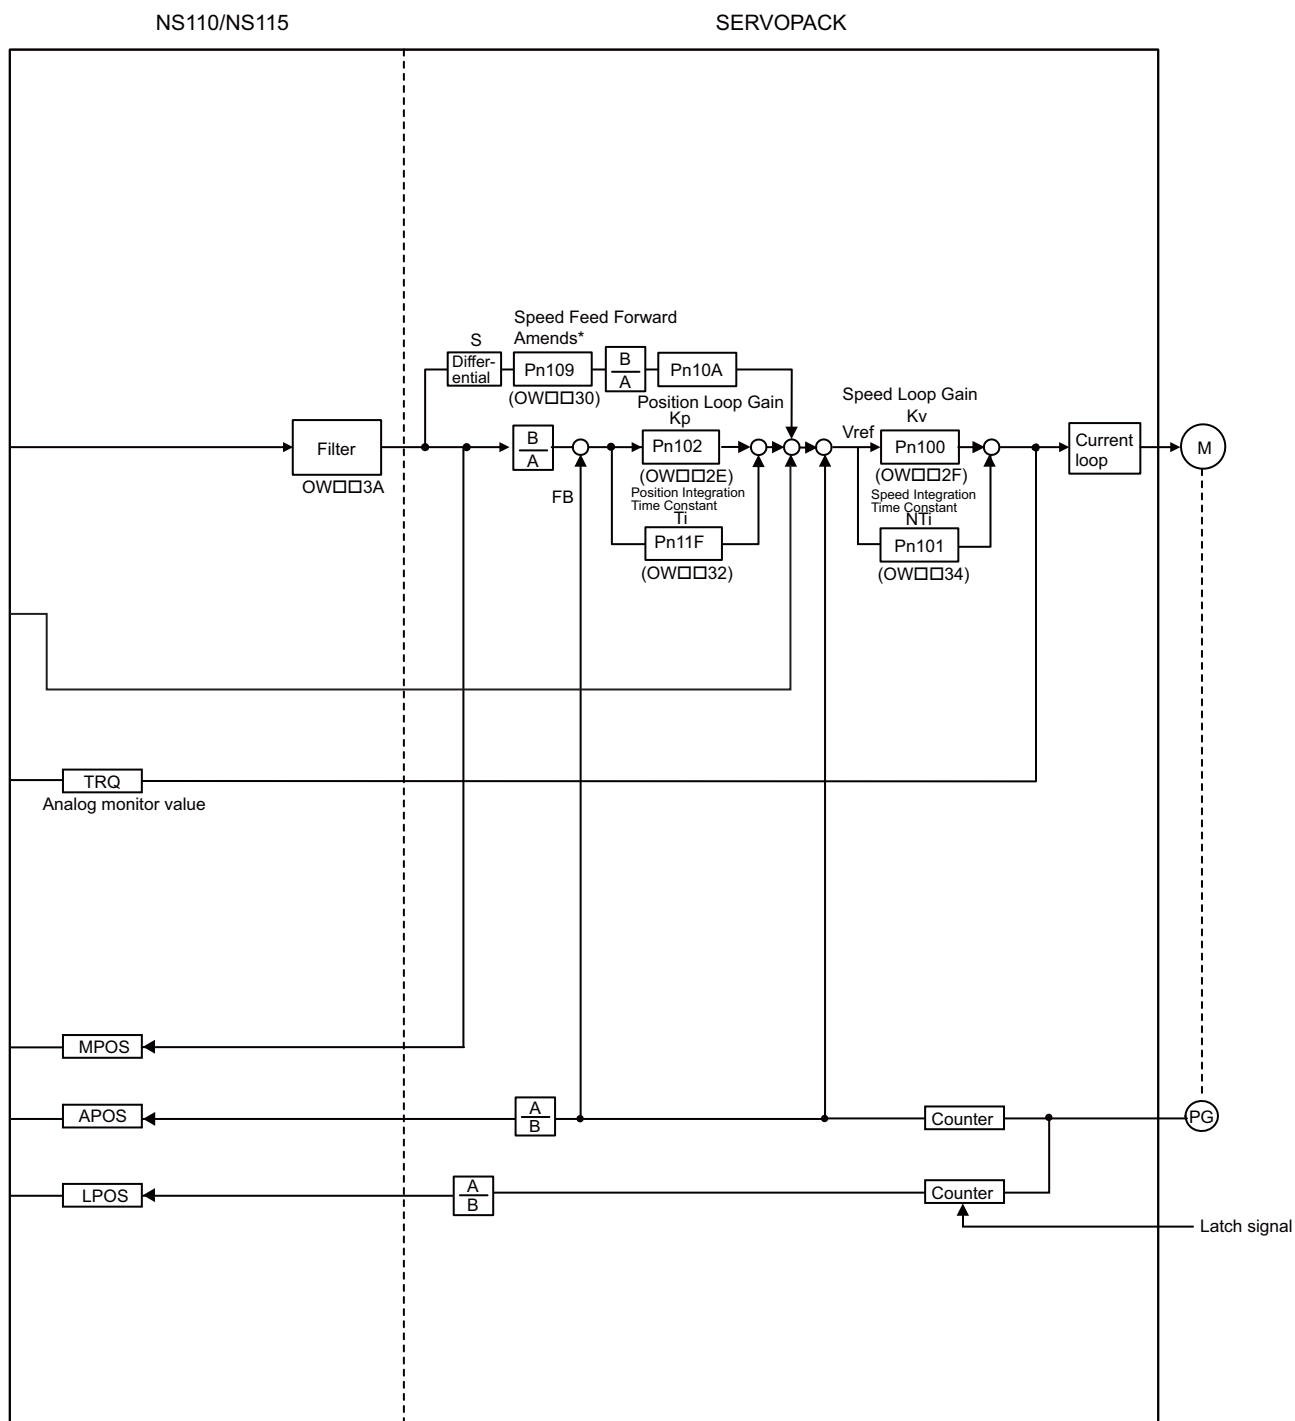 NS110/NS115
SERVOPACK
Speed Feed Forward
Amends*
S
Differ-
ential
Pn109
B
A
Pn10A
(OW□□30)
Position Loop Gain
Kp
Speed Loop Gain
Kv
Filter
OW□□3A
B
A
Pn102
(OW□□2E)
Vref
Pn100
(OW□□2F)
Current
loop
M
FB
Position Integration
Time Constant
Ti
Pn11F
(OW□□32)
Speed Integration
Time Constant
NTi
Pn101
(OW□□34)
TRQ
Analog monitor value
MPOS
APOS
A
B
Counter
PG
LPOS
A
B
Counter
Latch signal